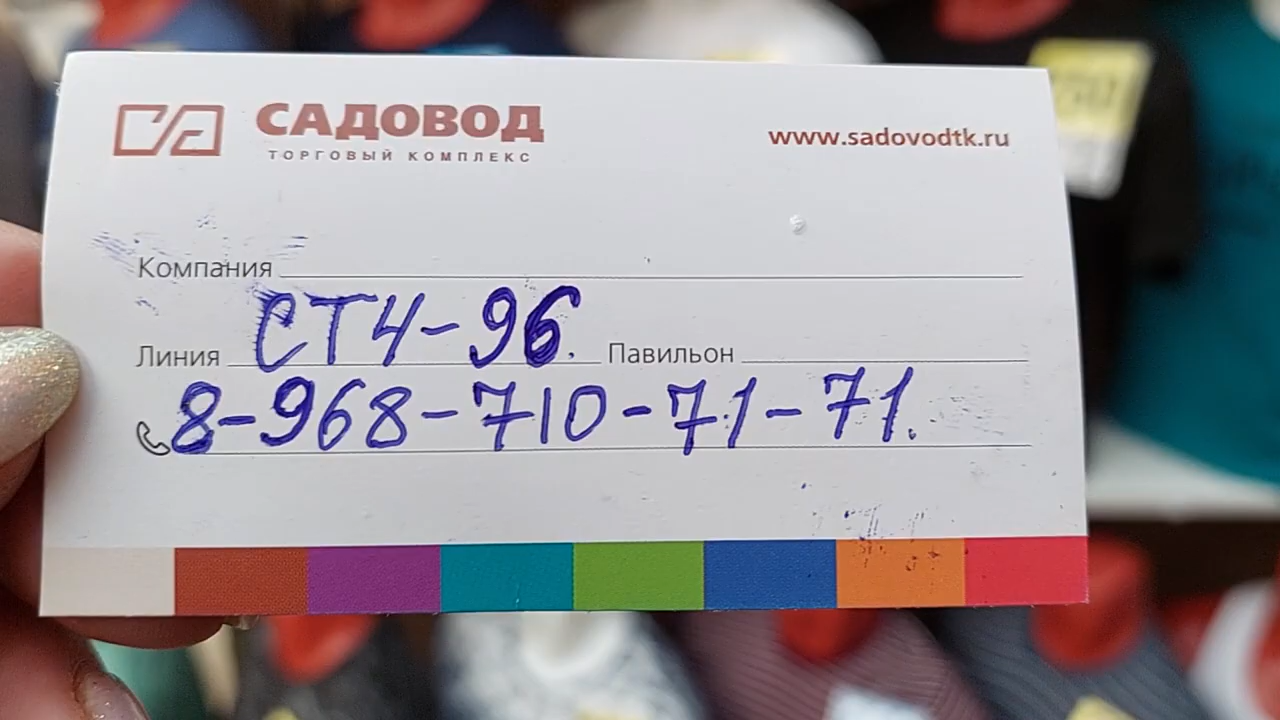 САДОВОД
ТОРГОВЫЙ КОМПЛЕКС
www.sadovodtk.ru
Компания
Линия СТ4-96. Павильон
8-968-710-71-71.